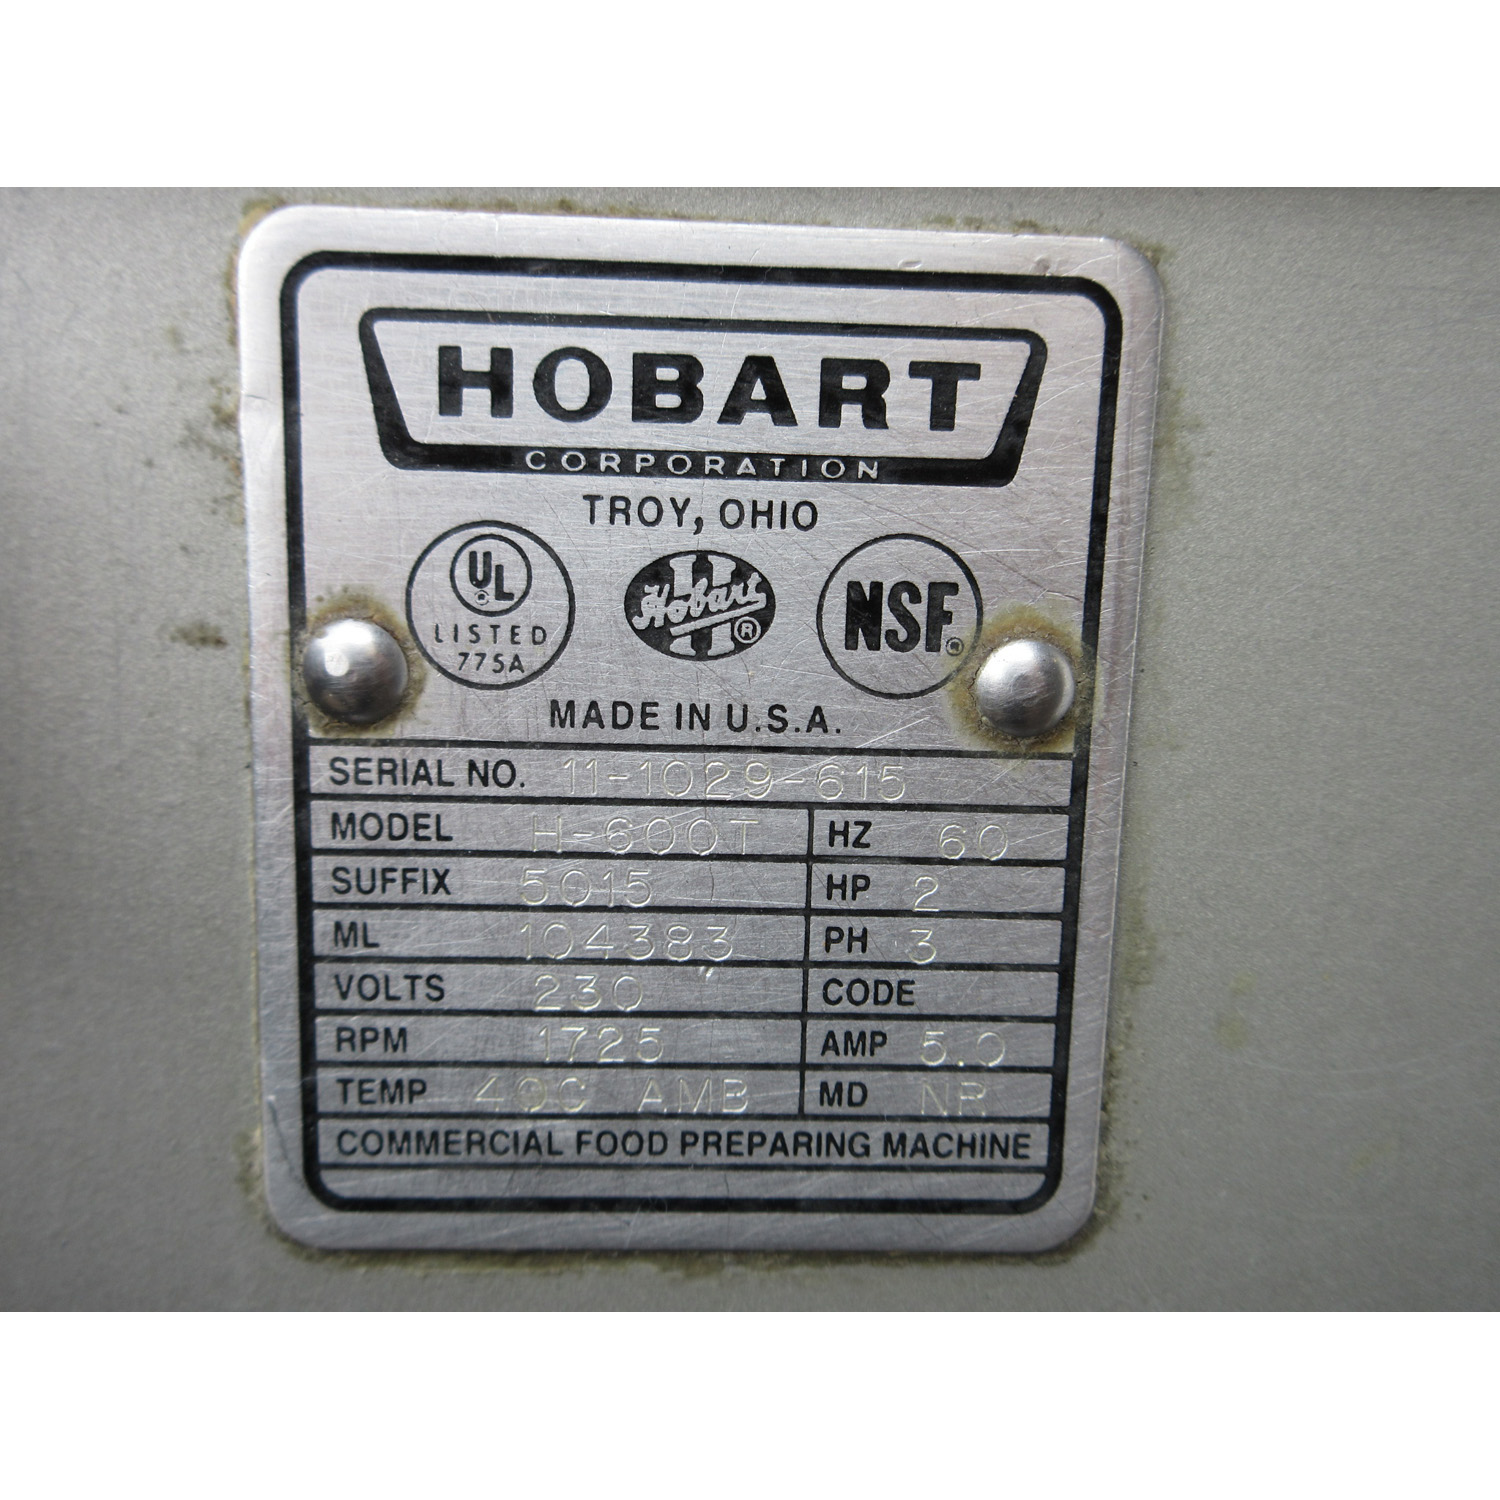 HOBART
CORPORATION
TROY, OHIO
UL
®
LISTED
775A
Hobart
®
NSF®
MADE IN U.S.A.
SERIAL NO. 11-1029-615
MODEL H-600T HZ 60
SUFFIX 5015 HP 2
ML 104383 PH 3
VOLTS 230 CODE
RPM 1725 AMP 5.0
TEMP 40C AMB MD NR
COMMERCIAL FOOD PREPARING MACHINE